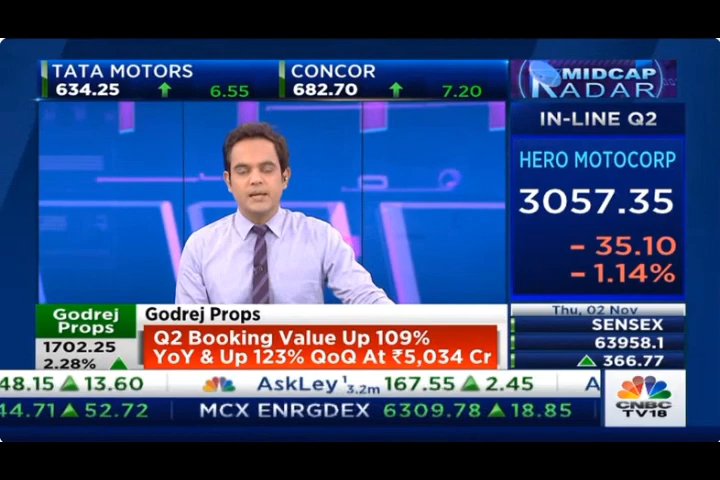 TATA MOTORS
634.25 6.55
CONCOR
682.70 7.20
MIDCAP
RADAR
IN-LINE Q2
HERO MOTOCORP
3057.35
- 35.10
- 1.14%
Godrej
Props
1702.25
2.28%
Godrej Props
Q2 Booking Value Up 109%
YoY & Up 123% QoQ At ₹5,034 Cr
Thu, 02 Nov
SENSEX
63958.1
366.77
48.15 13.60 AskLey 1 3.2m 167.55 2.45 A
44.71 52.72 MCX ENRGDEX 6309.78 18.85
CNBC
TV18